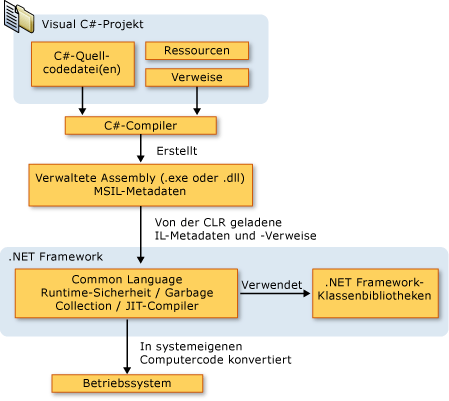 Visual C#-Projekt
C#-Quell-
codedatei(en)
Ressourcen
Verweise
C#-Compiler
Erstellt
Verwaltete Assembly (.exe oder .dll)
MSIL-Metadaten
Von der CLR geladene
IL-Metadaten und -Verweise
.NET Framework
Common Language
Runtime-Sicherheit / Garbage
Collection / JIT-Compiler
Verwendet
.NET Framework-
Klassenbibliotheken
In systemeigenen
Computercode konvertiert
Betriebssystem